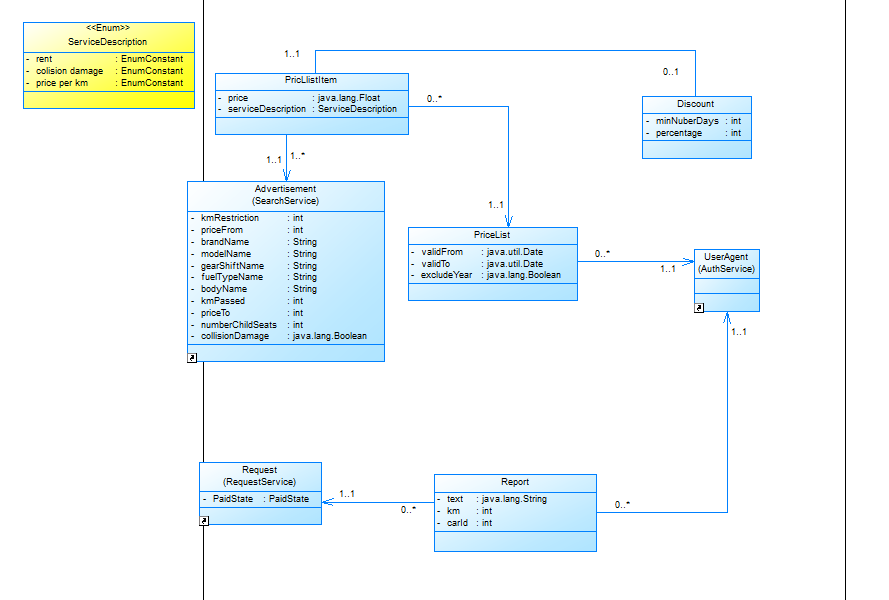 <<Enum>>
ServiceDescription
- rent : EnumConstant
- colision damage : EnumConstant
- price per km : EnumConstant
1..1
0..1
PricLlistItem
- price : java.lang.Float
- serviceDescription : ServiceDescription
0..*
Discount
- minNuberDays : int
- percentage : int
1..1
1..*
Advertisement
(SearchService)
- kmRestriction : int
- priceFrom : int
- brandName : String
- modelName : String
- gearShiftName : String
- fuelTypeName : String
- bodyName : String
- kmPassed : int
- priceTo : int
- numberChildSeats : int
- collisionDamage : java.lang.Boolean
1..1
PriceList
- validFrom : java.util.Date
- validTo : java.util.Date
- excludeYear : java.lang.Boolean
0..*
1..1
UserAgent
(AuthService)
1..1
Request
(RequestService)
- PaidState : PaidState
1..1
0..*
Report
- text : java.lang.String
- km : int
- carId : int
0..*